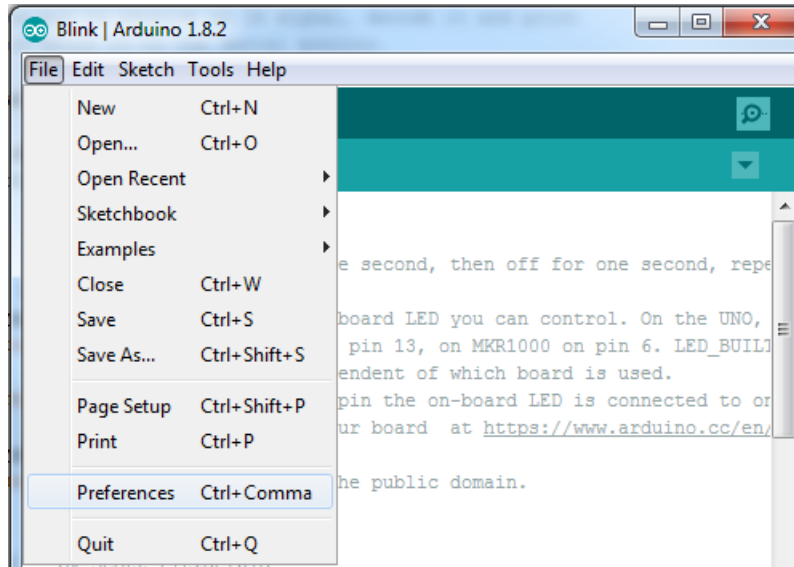 Blink | Arduino 1.8.2
File Edit Sketch Tools Help
New Ctrl+N
Open... Ctrl+O
Open Recent
Sketchbook
Examples
e second, then off for one second, repe
Close Ctrl+W
Save Ctrl+S
board LED you can control. On the UNO,
Save As... Ctrl+Shift+S
pin 13, on MKR1000 on pin 6. LED_BUIL
endent of which board is used.
Page Setup Ctrl+Shift+P
pin the on-board LED is connected to or
Print Ctrl+P
ur board at https://www.arduino.cc/en/
Preferences Ctrl+Comma
he public domain.
Quit Ctrl+Q